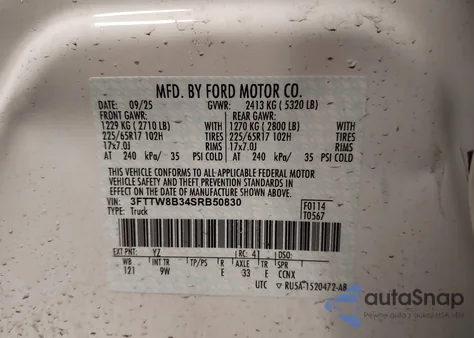 MFD. BY FORD MOTOR CO.
DATE: 09/25 GVWR: 2413 KG ( 5320 LB)
FRONT GAWR: REAR GAWR:
1229 KG ( 2710 LB) WITH 1270 KG ( 2800 LB) WITH
225/65R17 102H TIRES 225/65R17 102H TIRES
17x7.0J RIMS 17x7.0J RIMS
AT 240 kPa/ 35 PSI COLD AT 240 kPa/ 35 PSI COLD
THIS VEHICLE CONFORMS TO ALL APPLICABLE FEDERAL MOTOR
VEHICLE SAFETY AND THEFT PREVENTION STANDARDS IN
EFFECT ON THE DATE OF MANUFACTURE SHOWN ABOVE.
VIN: 3FTTW8B34SRB50830 F0114
TYPE: Truck T0567
EXT PNT: YZ RC: 41 DSO:
WB INT TR TP/PS R AXLE TR SPR
121 9W E 33 E CCNX
UTC RUSA-1520472-AB
autoSnap